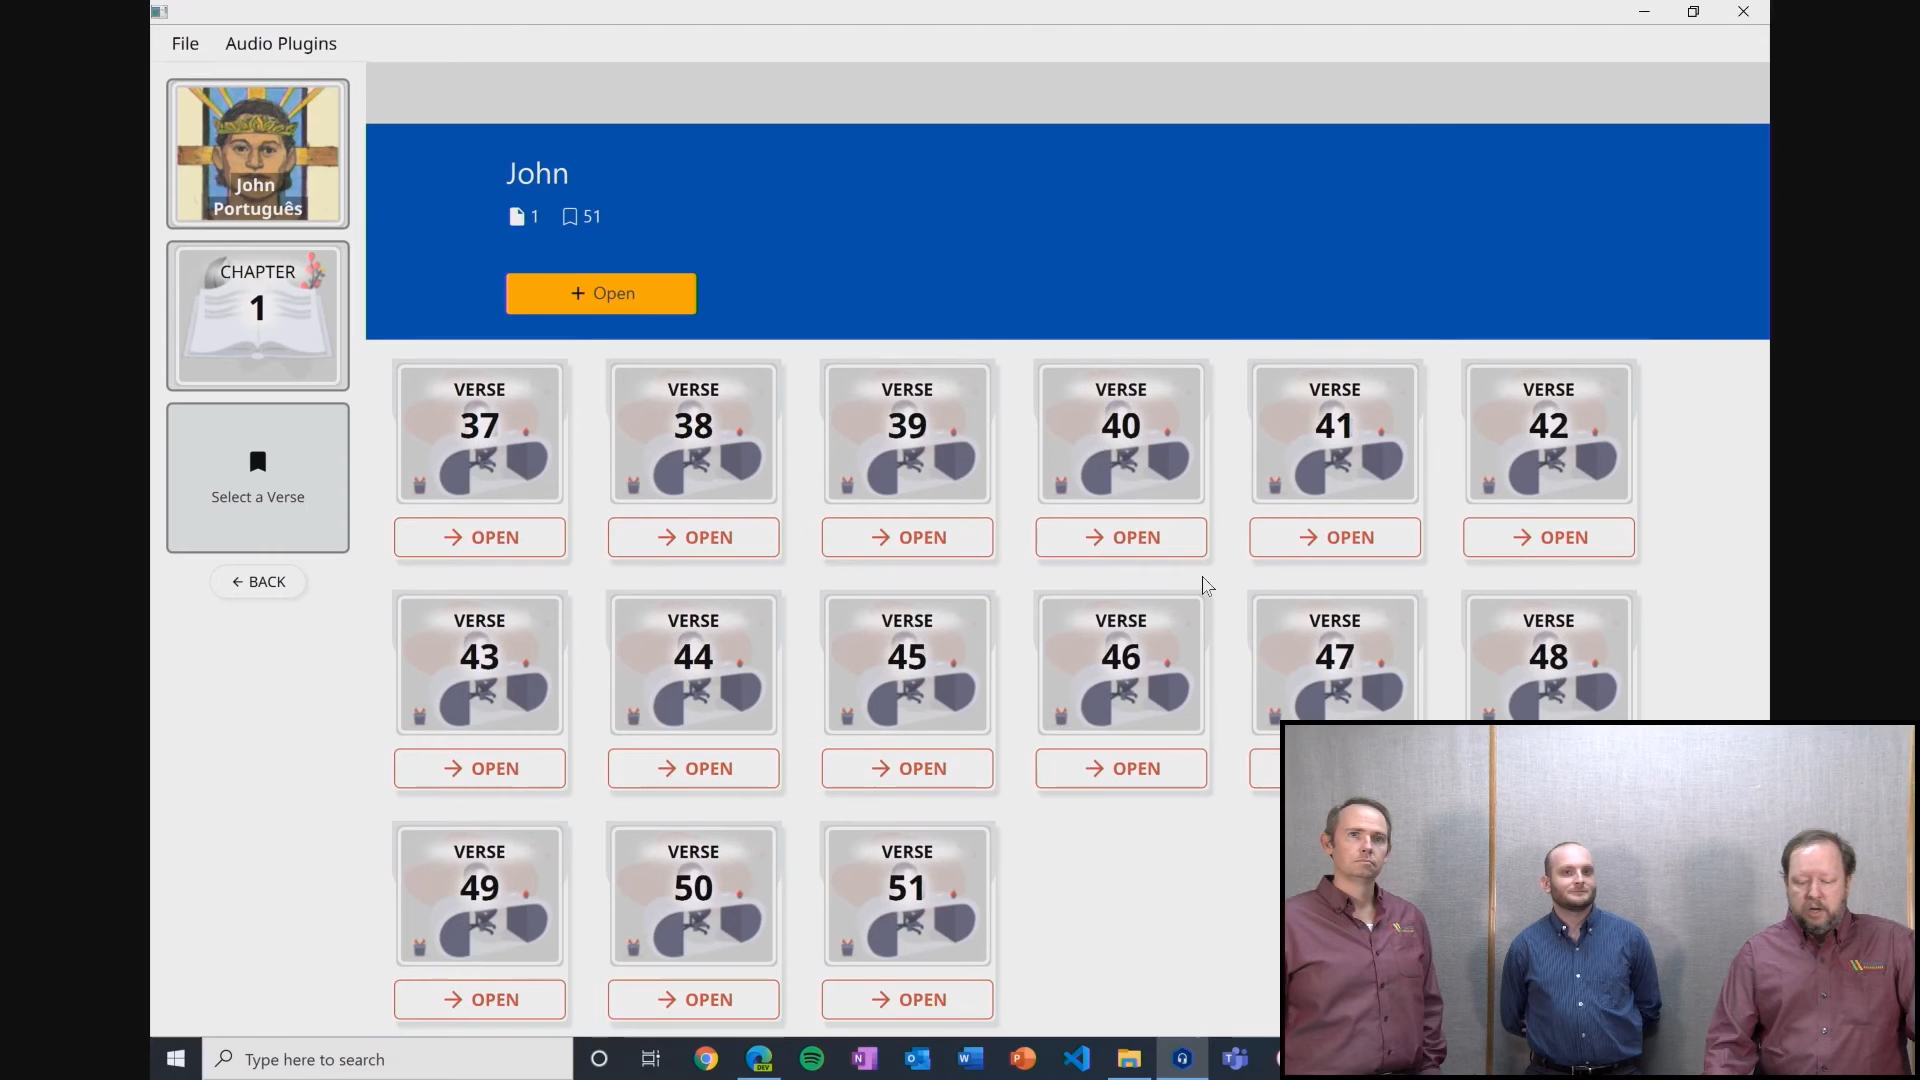 File Audio Plugins
John
Português
CHAPTER
1
Select a Verse
← BACK
John
1 51
+ Open
VERSE VERSE VERSE VERSE VERSE VERSE
37 38 39 40 41 42
→ OPEN → OPEN → OPEN → OPEN → OPEN → OPEN
VERSE VERSE VERSE VERSE VERSE VERSE
43 44 45 46 47 48
→ OPEN → OPEN → OPEN → OPEN
VERSE VERSE VERSE
49 50 51
→ OPEN → OPEN → OPEN
Type here to search
DEV